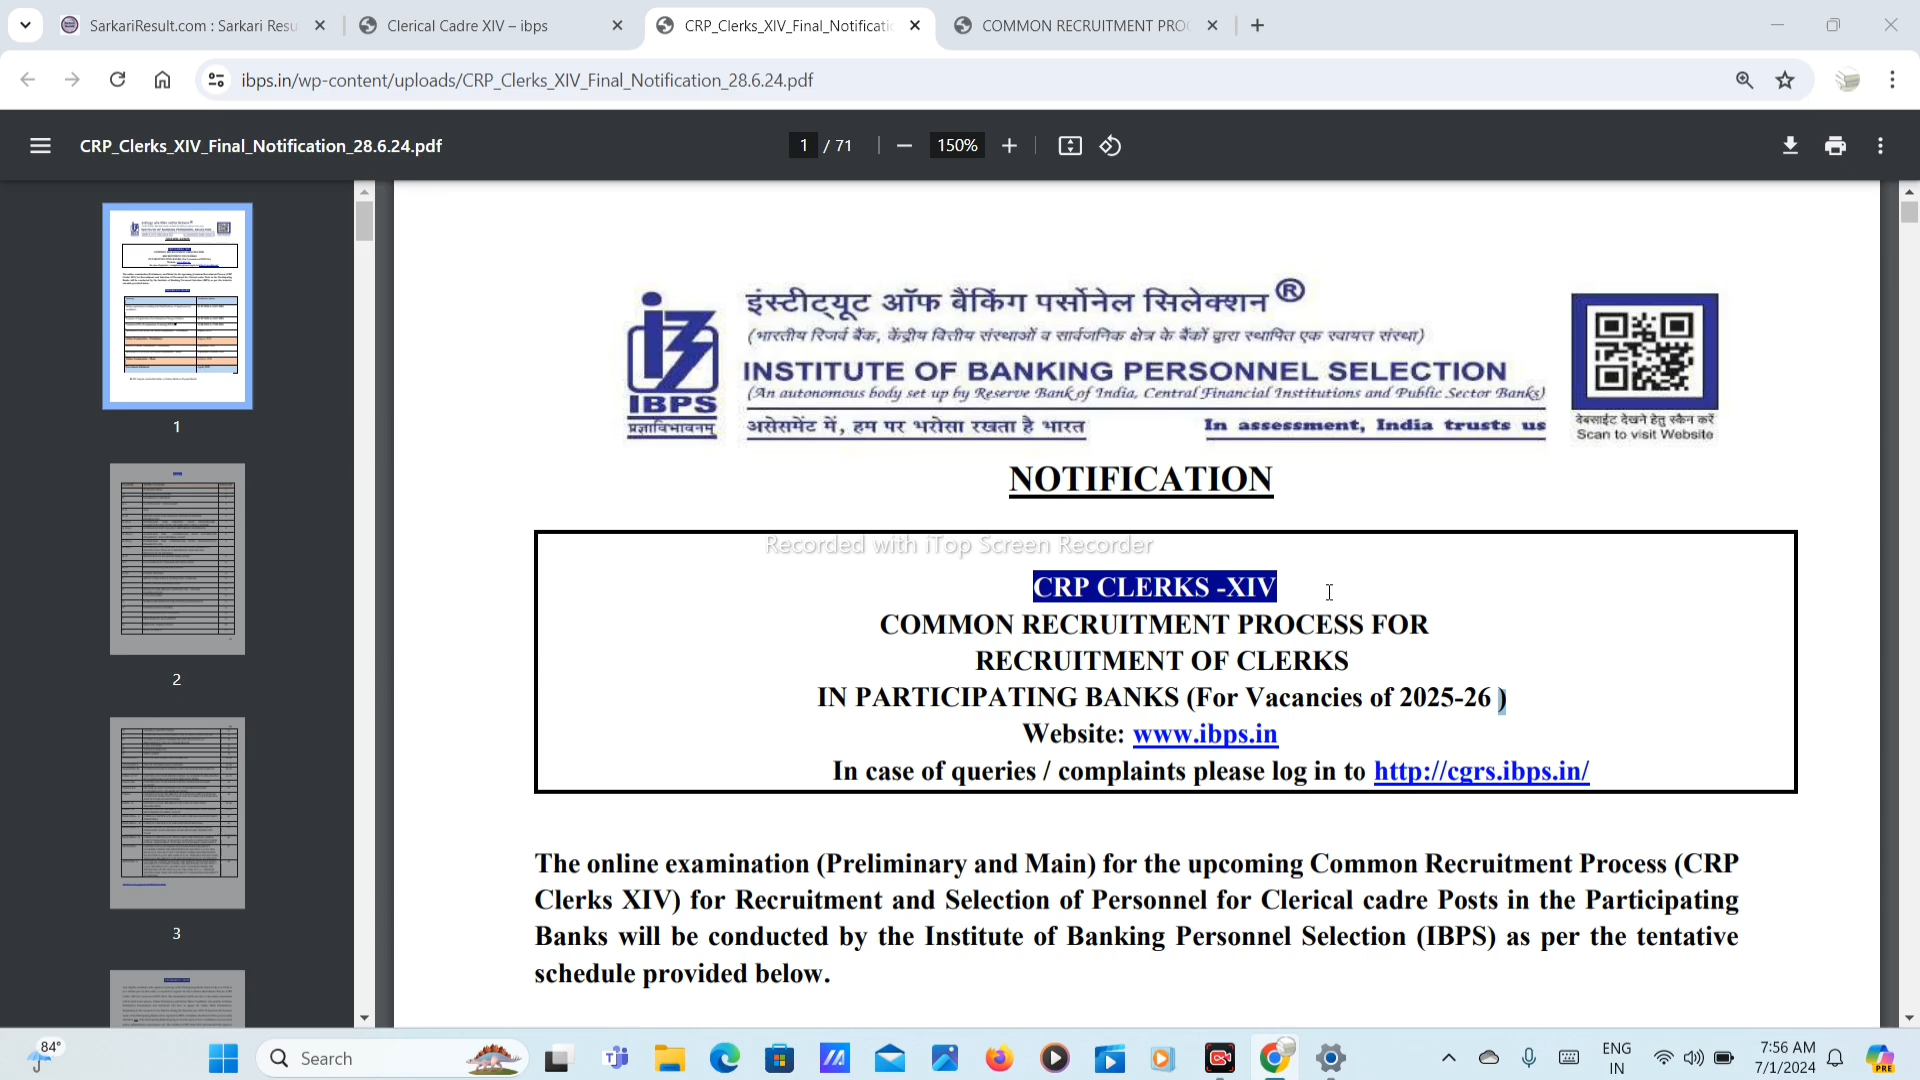 SarkariResult.com : Sarkari Resu
Clerical Cadre XIV – ibps
CRP_Clerks_XIV_Final_Notificatio
COMMON RECRUITMENT PROC
ibps.in/wp-content/uploads/CRP_Clerks_XIV_Final_Notification_28.6.24.pdf
CRP_Clerks_XIV_Final_Notification_28.6.24.pdf
1 / 71
150%
1
2
3
इंस्टीट्यूट ऑफ बैंकिंग पर्सोनेल सिलेक्शन ®
(भारतीय रिजर्व बैंक, केंद्रीय वित्तीय संस्थाओं व सार्वजनिक क्षेत्र के बैंकों द्वारा स्थापित एक स्वायत्त संस्था)
INSTITUTE OF BANKING PERSONNEL SELECTION
(An autonomous body set up by Reserve Bank of India, Central Financial Institutions and Public Sector Banks)
IBPS
प्रज्ञाविभावनम्
असेसमेंट में, हम पर भरोसा रखता है भारत
In assessment, India trusts us
वेबसाईट देखने हेतु स्कैन करें
Scan to visit Website
NOTIFICATION
Recorded with iTop Screen Recorder
CRP CLERKS -XIV
COMMON RECRUITMENT PROCESS FOR
RECRUITMENT OF CLERKS
IN PARTICIPATING BANKS (For Vacancies of 2025-26 )
Website: www.ibps.in
In case of queries / complaints please log in to http://cgrs.ibps.in/
The online examination (Preliminary and Main) for the upcoming Common Recruitment Process (CRP
Clerks XIV) for Recruitment and Selection of Personnel for Clerical cadre Posts in the Participating
Banks will be conducted by the Institute of Banking Personnel Selection (IBPS) as per the tentative
schedule provided below.
84°
Search
ENG
IN
7:56 AM
7/1/2024
PRE